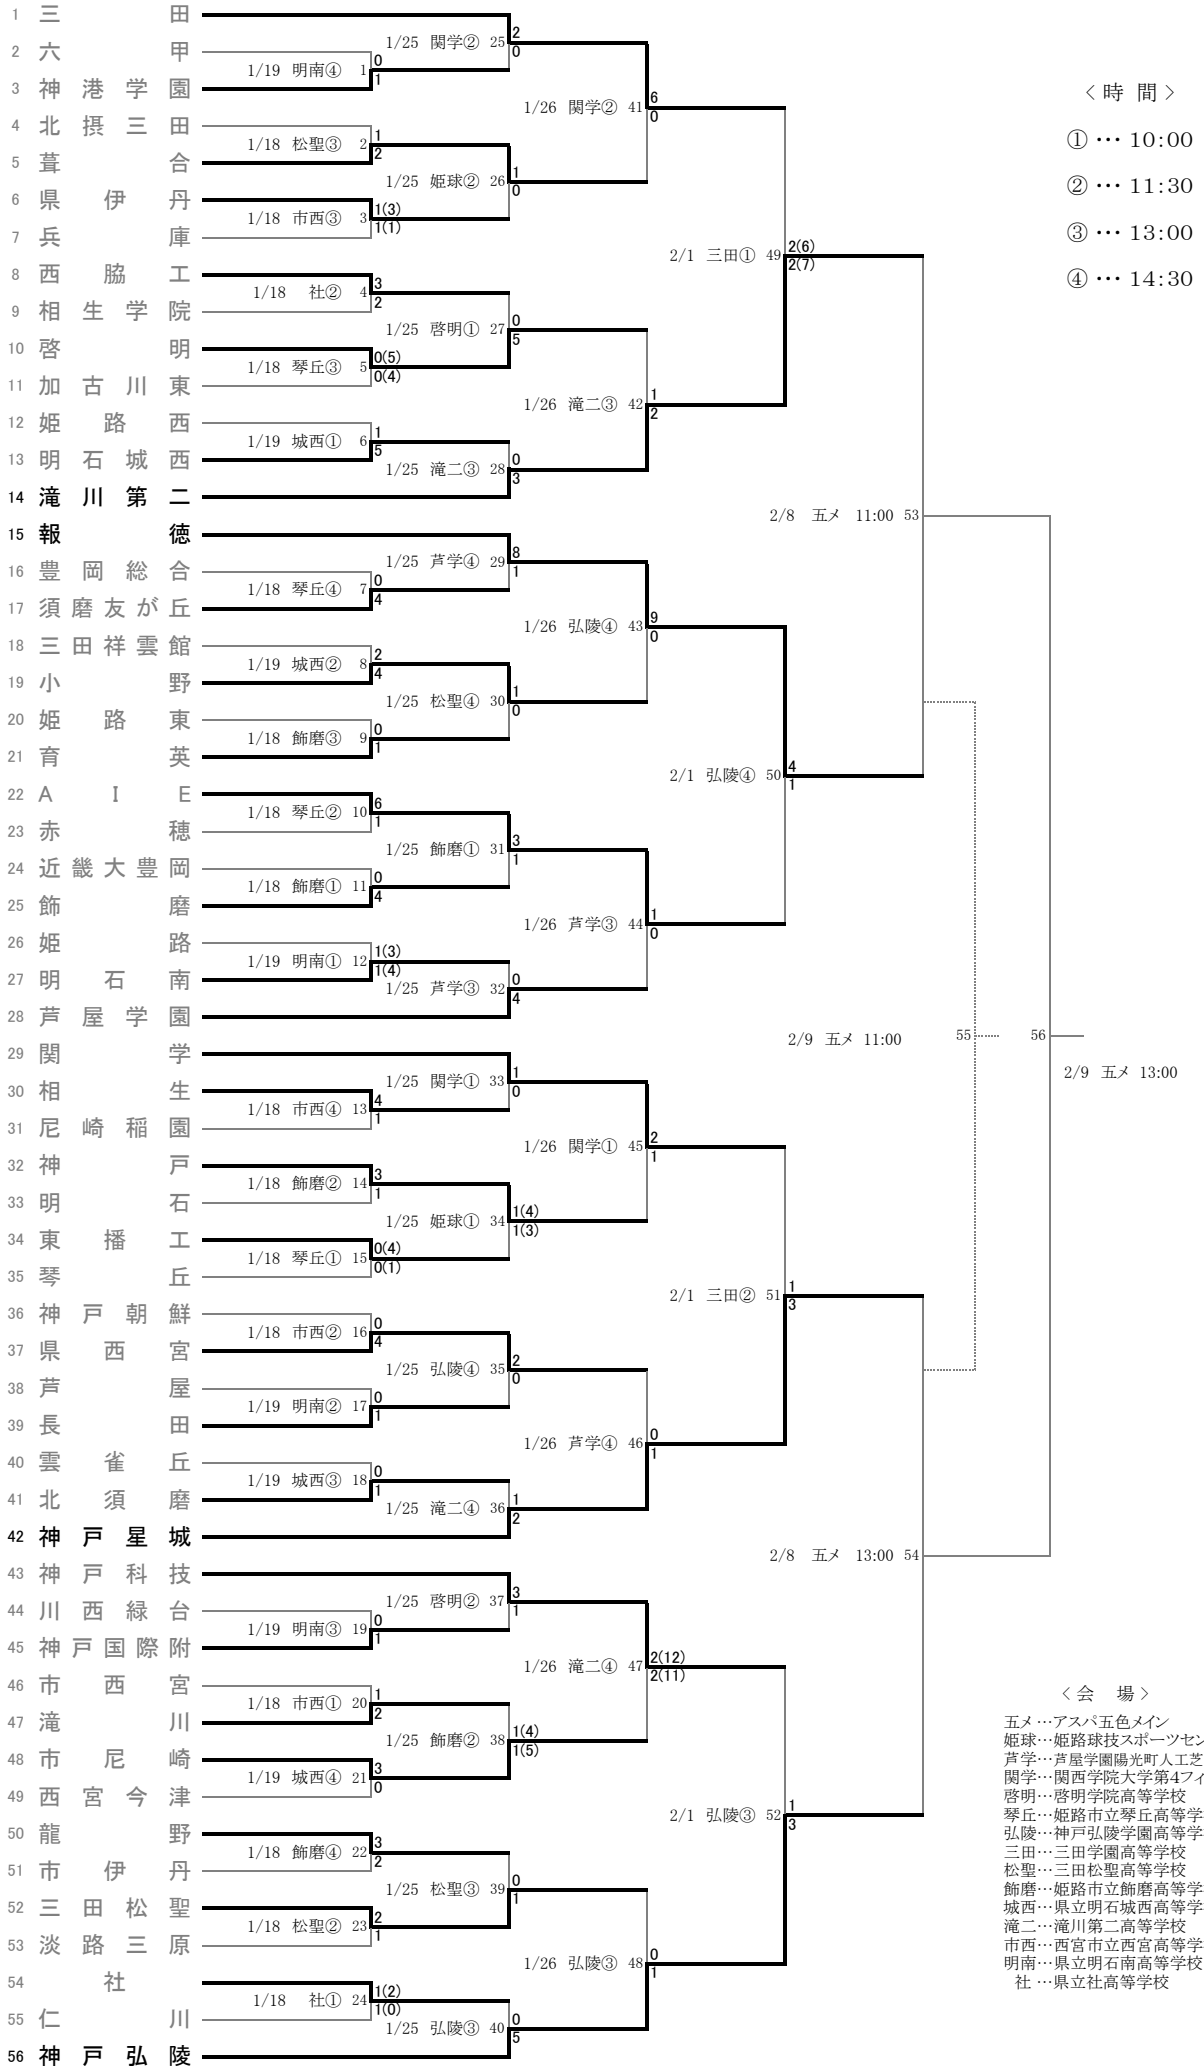 1 三田
2 六甲
3 神港学園
4 北摂三田
5 葺合
6 県伊丹
7 兵庫
8 西脇工
9 相生学院
10 啓明
11 加古川東
12 姫路西
13 明石城西
14 滝川第二
15 報徳
16 豊岡総合
17 須磨友が丘
18 三田祥雲館
19 小野
20 姫路東
21 育英
22 AIE
23 赤穂
24 近畿大豊岡
25 飾磨
26 姫路
27 明石南
28 芦屋学園
29 関学
30 相生
31 尼崎稲園
32 神戸
33 明石
34 東播工
35 琴丘
36 神戸朝鮮
37 県西宮
38 芦屋
39 長田
40 雲雀丘
41 北須磨
42 神戸星城
43 神戸科技
44 川西緑台
45 神戸国際附
46 市西宮
47 滝川
48 市尼崎
49 西宮今津
50 龍野
51 市伊丹
52 三田松聖
53 淡路三原
54 社
55 仁川
56 神戸弘陵
1/19 明南④ 1 0 1
1/18 松聖③ 2 1 2
1/18 市西③ 3 1(3) 1(1)
1/18 社② 4 3 2
1/18 琴丘③ 5 0(5) 0(4)
1/19 城西① 6 1 5
1/18 琴丘④ 7 0 4
1/19 城西② 8 2 4
1/18 飾磨③ 9 0 1
1/18 琴丘② 10 6 1
1/18 飾磨① 11 0 4
1/19 明南① 12 1(3) 1(4)
1/18 市西④ 13 4 1
1/18 飾磨② 14 3 1
1/18 琴丘① 15 0(4) 0(1)
1/18 市西② 16 0 4
1/19 明南② 17 0 1
1/19 城西③ 18 0 1
1/19 明南③ 19 0 1
1/18 市西① 20 1 2
1/19 城西④ 21 3 0
1/18 飾磨④ 22 3 2
1/18 松聖② 23 2 1
1/18 社① 24 1(2) 1(0)
1/25 関学② 25 2 0
1/25 姫球② 26 1 0
1/25 啓明① 27 0 5
1/25 滝二③ 28 0 3
1/25 芦学④ 29 8 1
1/25 松聖④ 30 1 0
1/25 飾磨① 31 3 1
1/25 芦学③ 32 0 4
1/25 関学① 33 1 0
1/25 姫球① 34 1(4) 1(3)
1/25 弘陵④ 35 2 0
1/25 滝二④ 36 1 2
1/25 啓明② 37 3 1
1/25 飾磨② 38 1(4) 1(5)
1/25 松聖③ 39 0 1
1/25 弘陵③ 40 0 5
1/26 関学② 41 6 0
1/26 滝二③ 42 1 2
1/26 弘陵④ 43 9 0
1/26 芦学③ 44 1 0
1/26 関学① 45 2 1
1/26 芦学④ 46 0 1
1/26 滝二④ 47 2(12) 2(11)
1/26 弘陵③ 48 0 1
2/1 三田① 49 2(6) 2(7)
2/1 弘陵④ 50 4 1
2/1 三田② 51 1 3
2/1 弘陵③ 52 1 3
2/8 五メ 11:00 53
2/8 五メ 13:00 54
2/9 五メ 11:00 55
56
2/9 五メ 13:00
〈時間〉
①…10:00
②…11:30
③…13:00
④…14:30
〈会場〉
五メ…アスパ五色メイン
姫球…姫路球技スポーツセン
芦学…芦屋学園陽光町人工芝
関学…関西学院大学第4フィ
啓明…啓明学院高等学校
琴丘…姫路市立琴丘高等学
弘陵…神戸弘陵学園高等学
三田…三田学園高等学校
松聖…三田松聖高等学校
飾磨…姫路市立飾磨高等学
城西…県立明石城西高等学
滝二…滝川第二高等学校
市西…西宮市立西宮高等学
明南…県立明石南高等学校
社…県立社高等学校